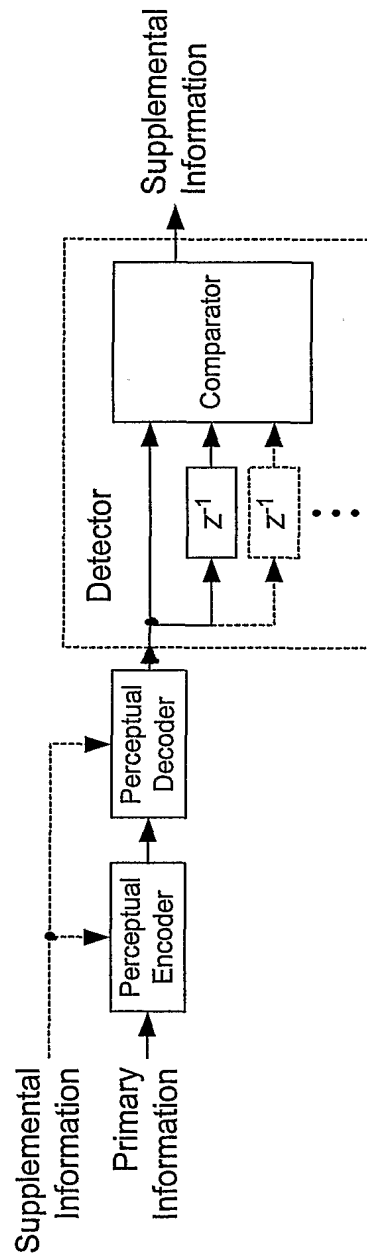 Supplemental
Information
Primary
Information
Perceptual
Encoder
Perceptual
Decoder
Detector
z⁻¹
z⁻¹
Comparator
Supplemental
Information